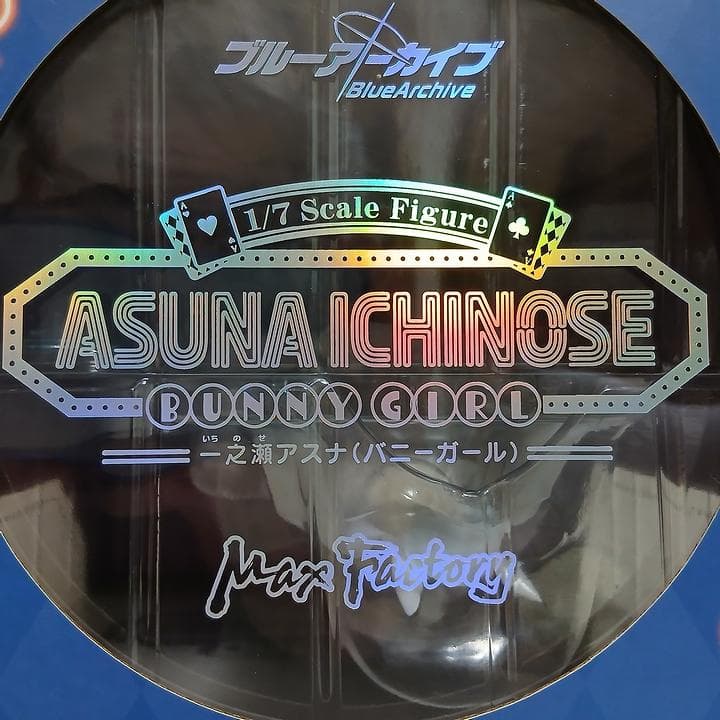 ブルーアーカイブ
BlueArchive
1/7 Scale Figure
ASUNA ICHINOSE
BUNNY GIRL
いちのせ
一之瀬アスナ(バニーガール)
Max Factory